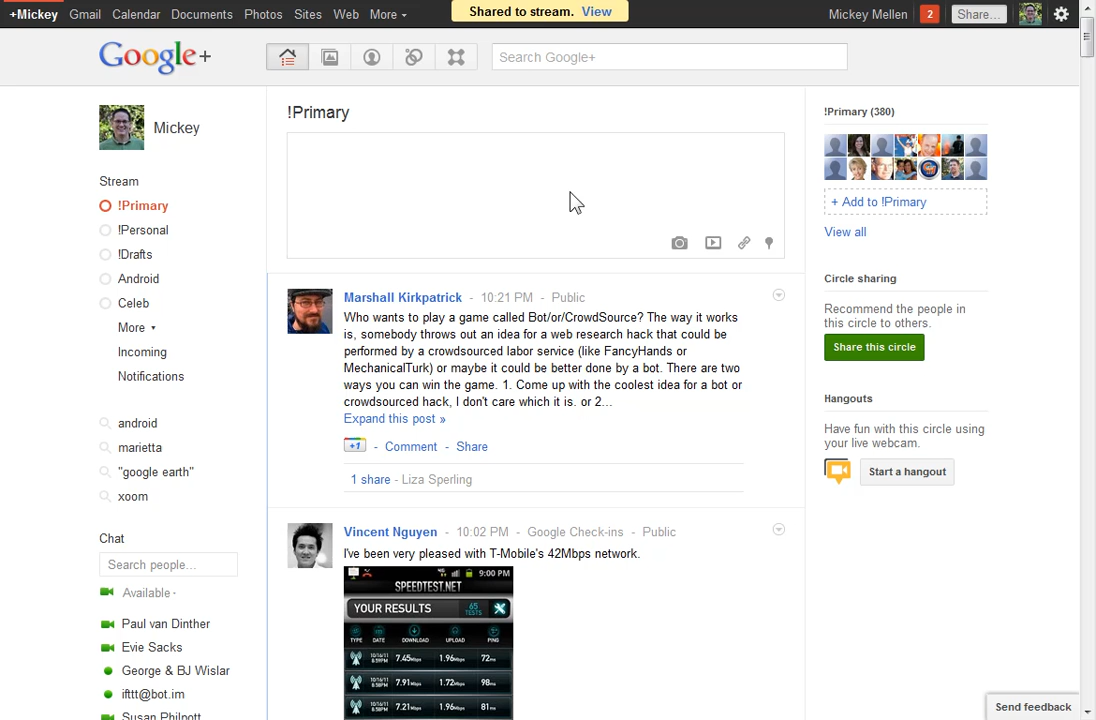 +Mickey Gmail Calendar Documents Photos Sites Web More
Shared to stream. View
Mickey Mellen 2 Share...
Google+
Search Google+
Mickey
Stream
!Primary
!Personal
!Drafts
Android
Celeb
More
Incoming
Notifications
android
marietta
"google earth"
xoom
Chat
Search people...
Available
Paul van Dinther
Evie Sacks
George & BJ Wislar
ifttt@bot.im
Susan Philpott
!Primary
Marshall Kirkpatrick - 10:21 PM - Public
Who wants to play a game called Bot/or/CrowdSource? The way it works
is, somebody throws out an idea for a web research hack that could be
performed by a crowdsourced labor service (like FancyHands or
MechanicalTurk) or maybe it could be better done by a bot. There are two
ways you can win the game. 1. Come up with the coolest idea for a bot or
crowdsourced hack, I don't care which it is. or 2...
Expand this post »
+1 - Comment - Share
1 share - Liza Sperling
Vincent Nguyen - 10:02 PM - Google Check-ins - Public
I've been very pleased with T-Mobile's 42Mbps network.
9:00 PM
SPEEDTEST.NET
YOUR RESULTS 65 TESTS
TYPE DATE DOWNLOAD UPLOAD PING
10/16/11 6:59PM 7.45Mbps 1.96Mbps 72ms
10/16/11 6:58PM 7.91Mbps 1.72Mbps 98ms
10/16/11 7.21Mbps 1.96Mbps 81ms
!Primary (380)
+ Add to !Primary
View all
Circle sharing
Recommend the people in
this circle to others.
Share this circle
Hangouts
Have fun with this circle using
your live webcam.
Start a hangout
Send feedback